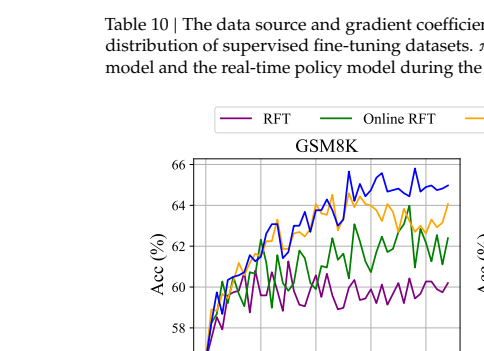 Table 10 | The data source and gradient
distribution of supervised fine-tuning datasets.
model and the real-time policy model during the
RFT Online RFT
GSM8K
66
64
62
60
58
Acc (%)